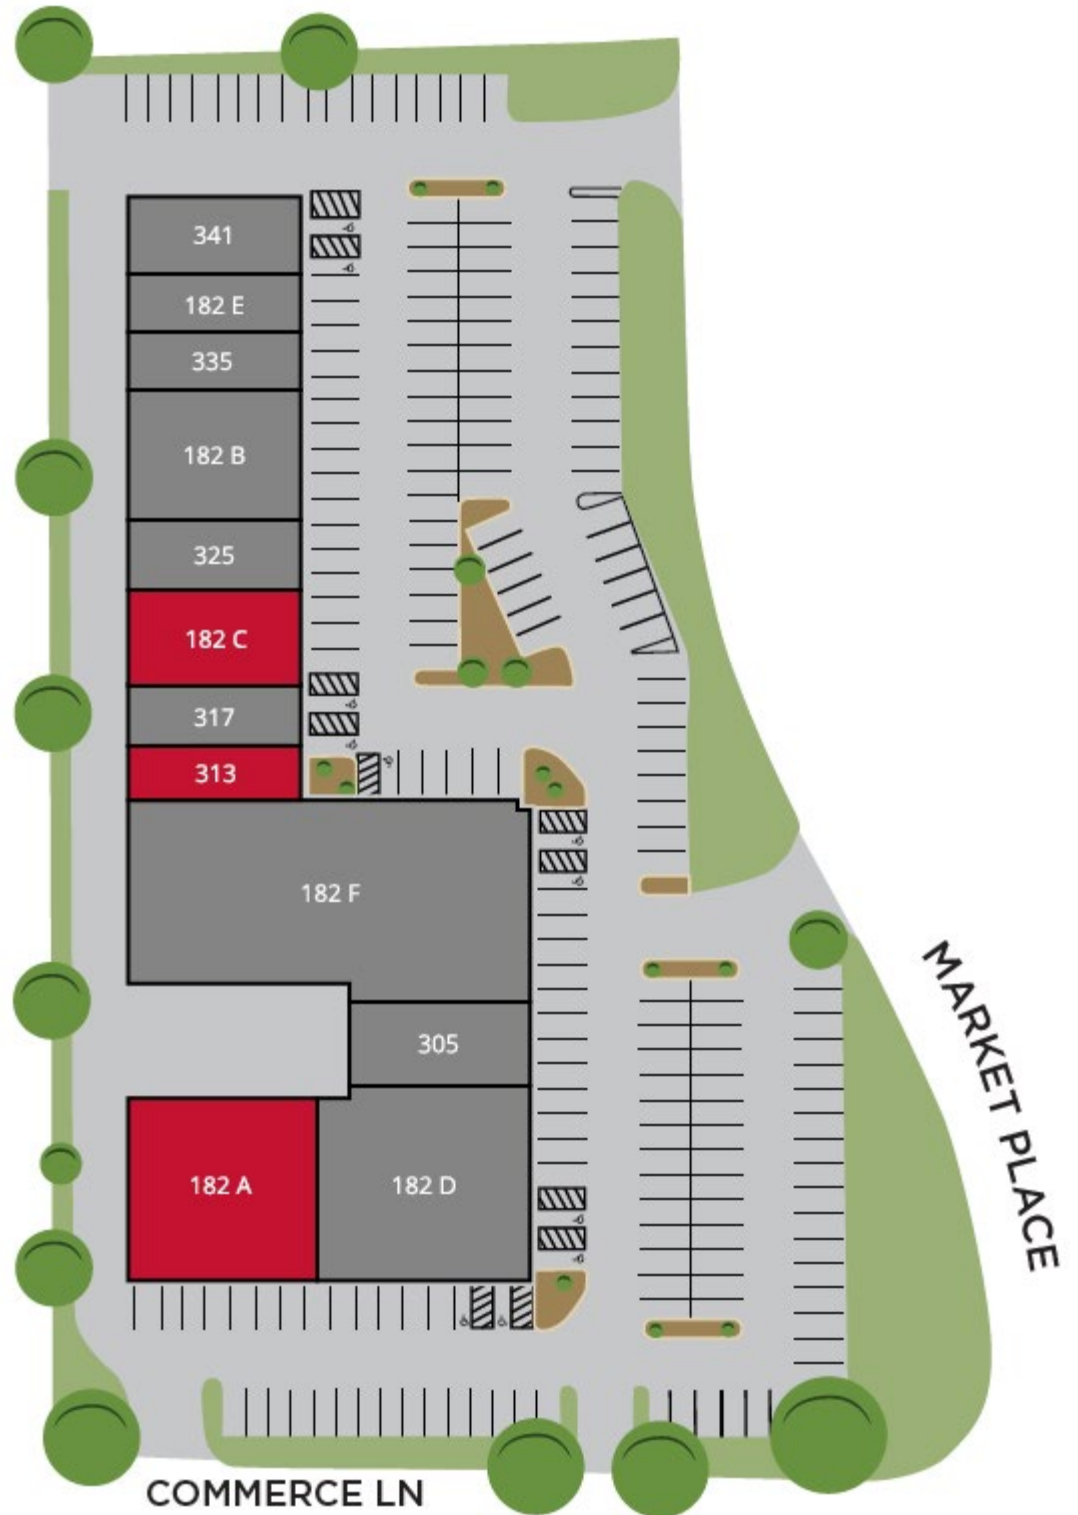 341
182 E
335
182 B
325
182 C
317
313
182 F
305
182 A
182 D
MARKET PLACE
COMMERCE LN